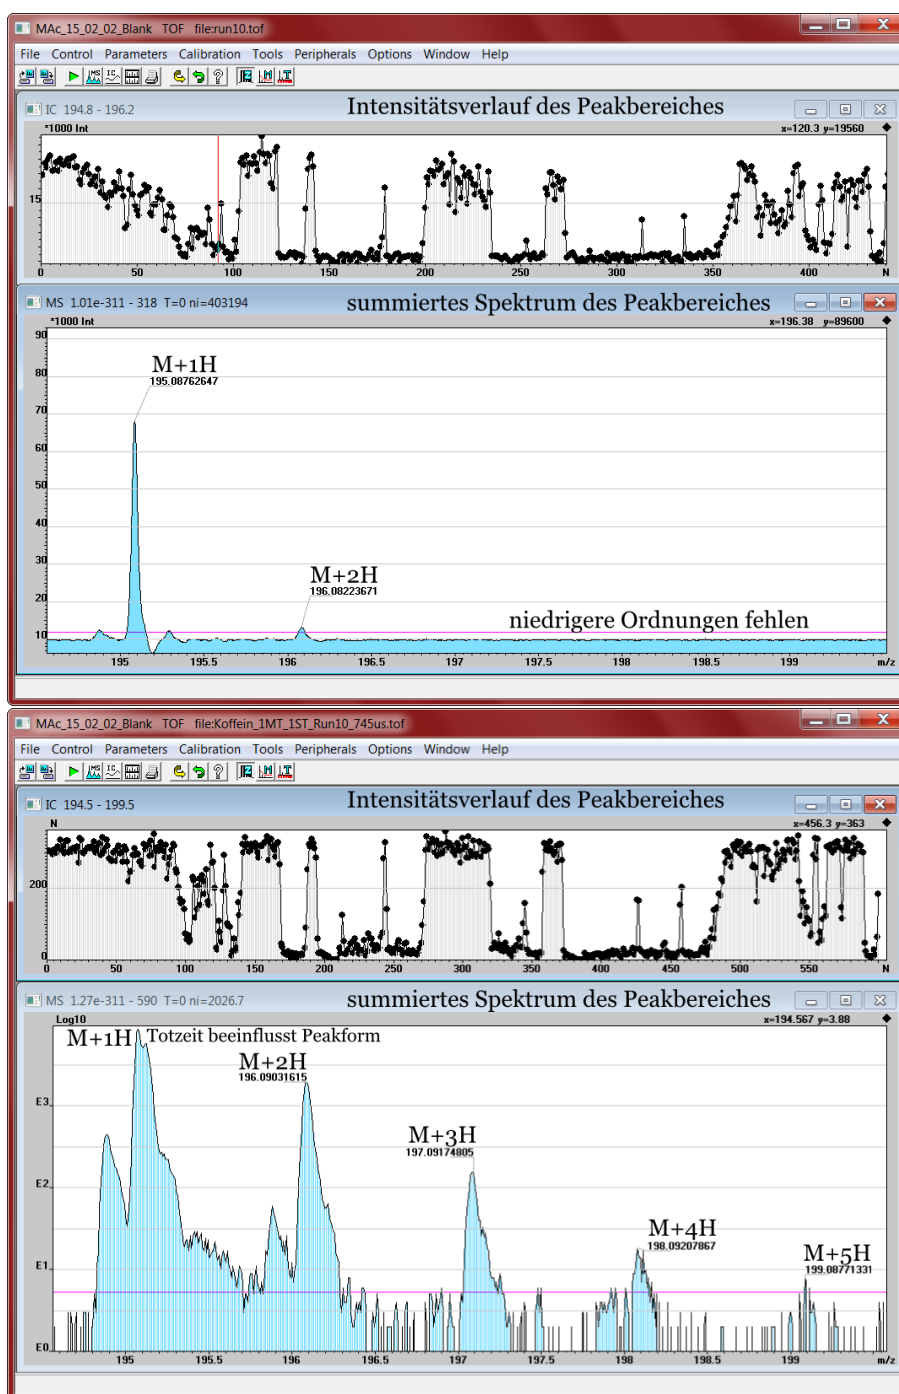 MAc_15_02_02_Blank TOF file:run10.tof
File Control Parameters Calibration Tools Peripherals Options Window Help
IC 194.8 - 196.2
Intensitätsverlauf des Peakbereiches
*1000 Int
x=120.3 y=19560
15
0 50 100 150 200 250 300 350 400 N
MS 1.01e-311 - 318 T=0 ni=403194
summiertes Spektrum des Peakbereiches
*1000 Int
x=196.38 y=89600
90
M+1H
195.08762647
80
70
60
50
40
30
M+2H
196.08223671
20
niedrigere Ordnungen fehlen
10
195 195.5 196 196.5 197 197.5 198 198.5 199 m/z
MAc_15_02_02_Blank TOF file:Koffein_1MT_1ST_Run10_745us.tof
File Control Parameters Calibration Tools Peripherals Options Window Help
IC 194.5 - 199.5
Intensitätsverlauf des Peakbereiches
N
x=456.3 y=363
200
0
0 50 100 150 200 250 300 350 400 450 500 550 N
MS 1.27e-311 - 590 T=0 ni=2026.7
summiertes Spektrum des Peakbereiches
Log10
x=194.567 y=3.88
M+1H Totzeit beeinflusst Peakform
M+2H
196.09031615
E3
M+3H
197.09174805
E2
M+4H
198.09207867
M+5H
199.08771331
E1
E0
195 195.5 196 196.5 197 197.5 198 198.5 199 m/z